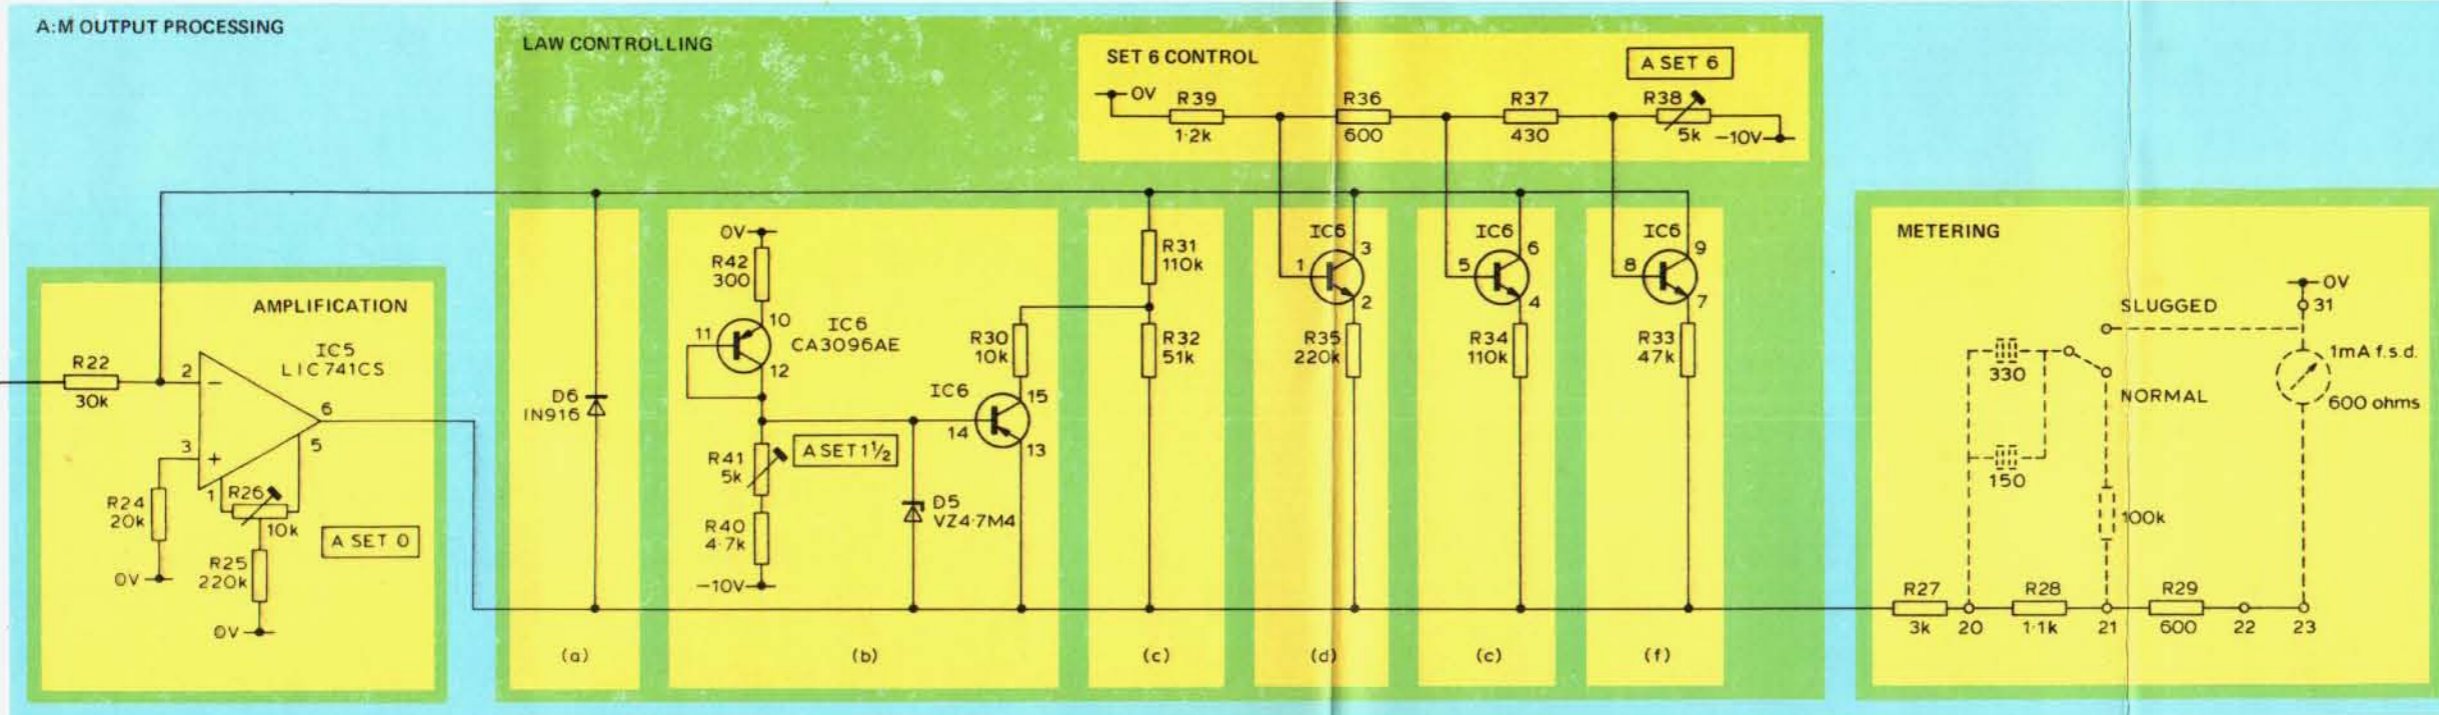 A:M OUTPUT PROCESSING
LAW CONTROLLING
SET 6 CONTROL
A SET 6
0V
R39
1·2k
R36
600
R37
430
R38
5k
-10V
AMPLIFICATION
R22
30k
2
-
IC5
LIC741CS
6
3
+
5
1
R24
20k
0V
R26
10k
R25
220k
0V
A SET 0
D6
IN916
(a)
0V
R42
300
11
10
12
IC6
CA3096AE
R41
5k
A SET 1½
R40
4·7k
-10V
D5
VZ4·7M4
R30
10k
IC6
14
15
13
(b)
R31
110k
R32
51k
(c)
IC6
1
3
2
R35
220k
(d)
IC6
5
6
4
R34
110k
(c)
IC6
8
9
7
R33
47k
(f)
METERING
0V
31
SLUGGED
330
NORMAL
150
100k
1mA f.s.d.
600 ohms
R27
3k
20
R28
1·1k
21
R29
600
22
23